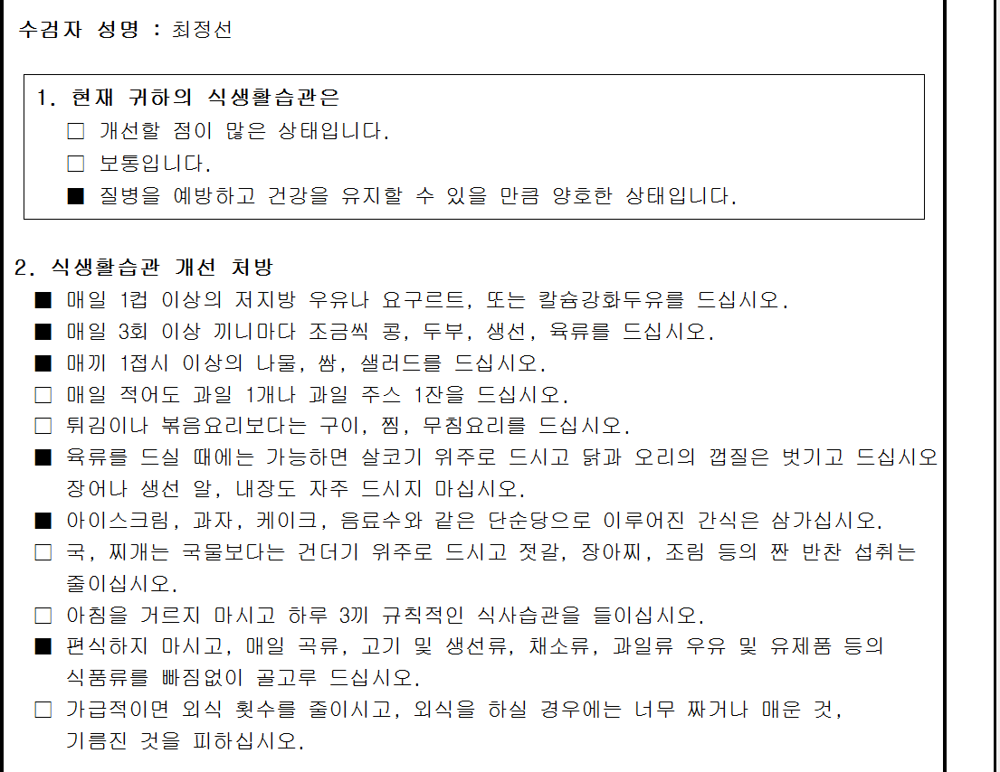 수검자 성명 : 최정선
1. 현재 귀하의 식생활습관은
□ 개선할 점이 많은 상태입니다.
□ 보통입니다.
■ 질병을 예방하고 건강을 유지할 수 있을 만큼 양호한 상태입니다.
2. 식생활습관 개선 처방
■ 매일 1컵 이상의 저지방 우유나 요구르트, 또는 칼슘강화두유를 드십시오.
■ 매일 3회 이상 끼니마다 조금씩 콩, 두부, 생선, 육류를 드십시오.
■ 매끼 1접시 이상의 나물, 쌈, 샐러드를 드십시오.
□ 매일 적어도 과일 1개나 과일 주스 1잔을 드십시오.
□ 튀김이나 볶음요리보다는 구이, 찜, 무침요리를 드십시오.
■ 육류를 드실 때에는 가능하면 살코기 위주로 드시고 닭과 오리의 껍질은 벗기고 드십시오
장어나 생선 알, 내장도 자주 드시지 마십시오.
■ 아이스크림, 과자, 케이크, 음료수와 같은 단순당으로 이루어진 간식은 삼가십시오.
□ 국, 찌개는 국물보다는 건더기 위주로 드시고 젓갈, 장아찌, 조림 등의 짠 반찬 섭취는
줄이십시오.
□ 아침을 거르지 마시고 하루 3끼 규칙적인 식사습관을 들이십시오.
■ 편식하지 마시고, 매일 곡류, 고기 및 생선류, 채소류, 과일류 우유 및 유제품 등의
식품류를 빠짐없이 골고루 드십시오.
□ 가급적이면 외식 횟수를 줄이시고, 외식을 하실 경우에는 너무 짜거나 매운 것,
기름진 것을 피하십시오.